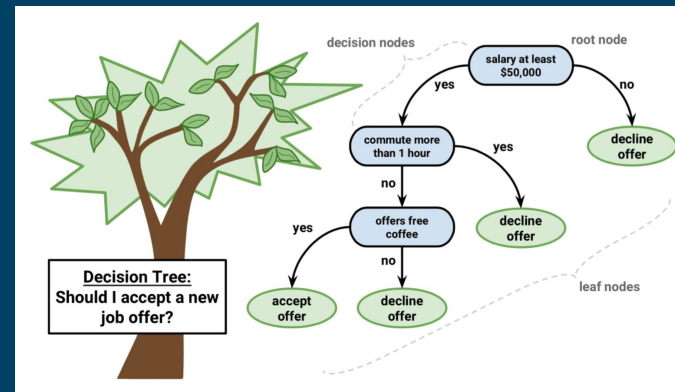 decision nodes
root node
salary at least
$50,000
yes
no
commute more
than 1 hour
decline
offer
yes
no
offers free
coffee
decline
offer
yes
no
leaf nodes
Decision Tree:
Should I accept a new
job offer?
accept
offer
decline
offer